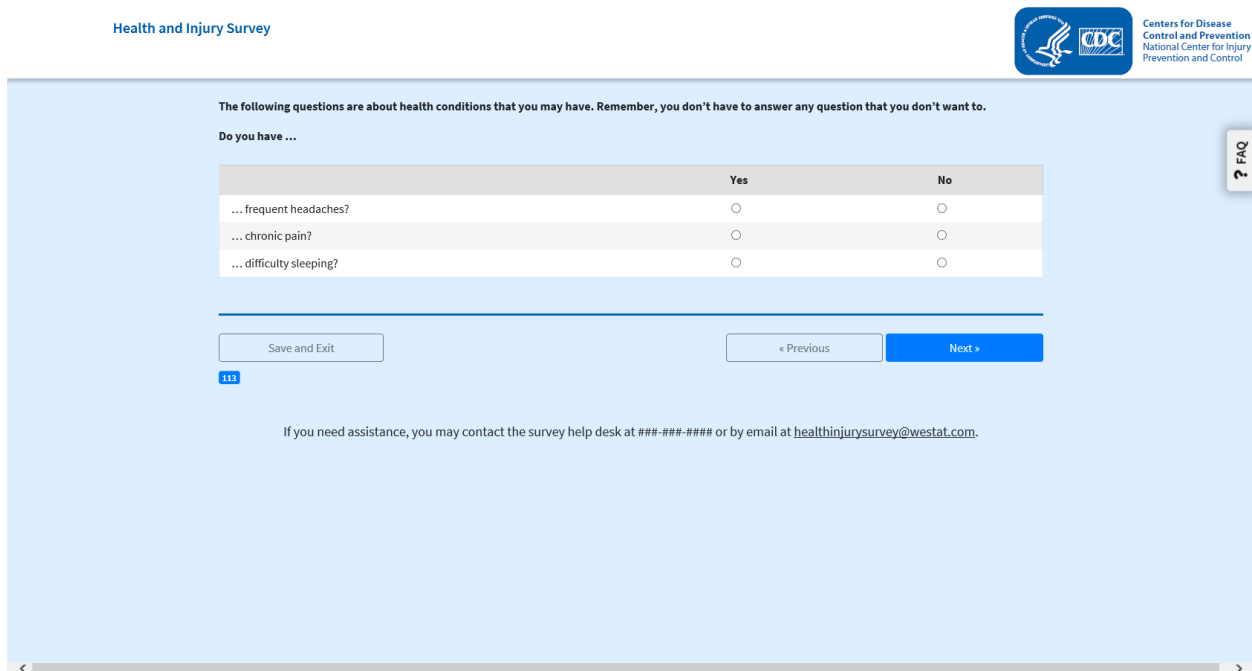 Health and Injury Survey
CDC
Centers for Disease
Control and Prevention
National Center for Injury
Prevention and Control
The following questions are about health conditions that you may have. Remember, you don’t have to answer any question that you don’t want to.
Do you have …
? FAQ
Yes No
… frequent headaches?
… chronic pain?
… difficulty sleeping?
Save and Exit « Previous Next »
113
If you need assistance, you may contact the survey help desk at ###-###-#### or by email at healthinjurysurvey@westat.com.